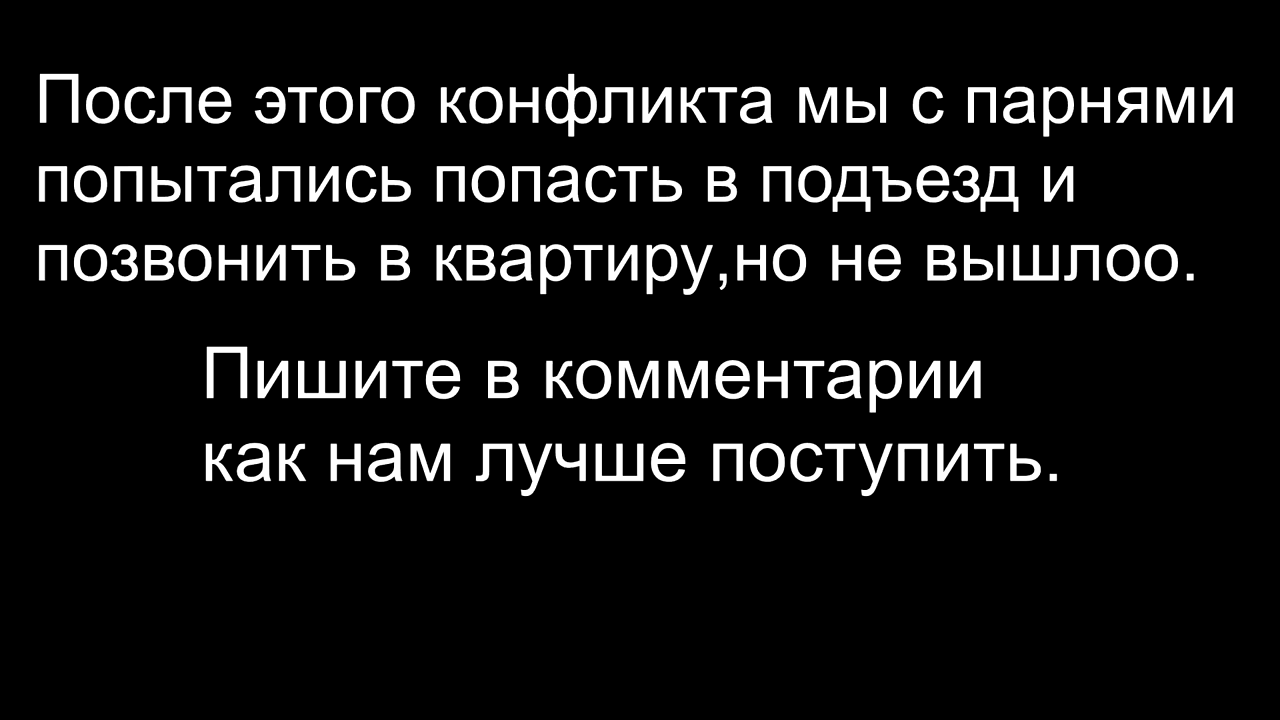 После этого конфликта мы с парнями
попытались попасть в подъезд и
позвонить в квартиру,но не вышлоо.
Пишите в комментарии
как нам лучше поступить.